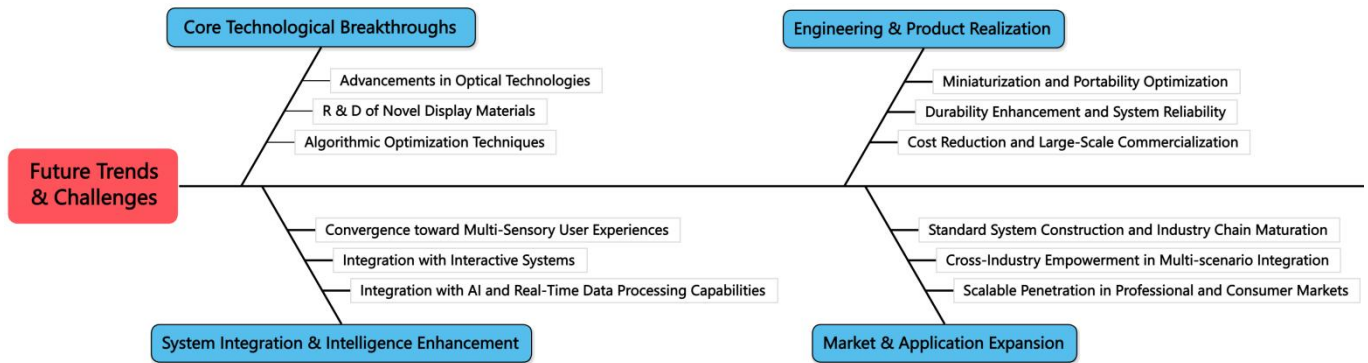 Core Technological Breakthroughs
Advancements in Optical Technologies
R & D of Novel Display Materials
Algorithmic Optimization Techniques
Engineering & Product Realization
Miniaturization and Portability Optimization
Durability Enhancement and System Reliability
Cost Reduction and Large-Scale Commercialization
Future Trends
& Challenges
Convergence toward Multi-Sensory User Experiences
Integration with Interactive Systems
Integration with AI and Real-Time Data Processing Capabilities
System Integration & Intelligence Enhancement
Standard System Construction and Industry Chain Maturation
Cross-Industry Empowerment in Multi-scenario Integration
Scalable Penetration in Professional and Consumer Markets
Market & Application Expansion